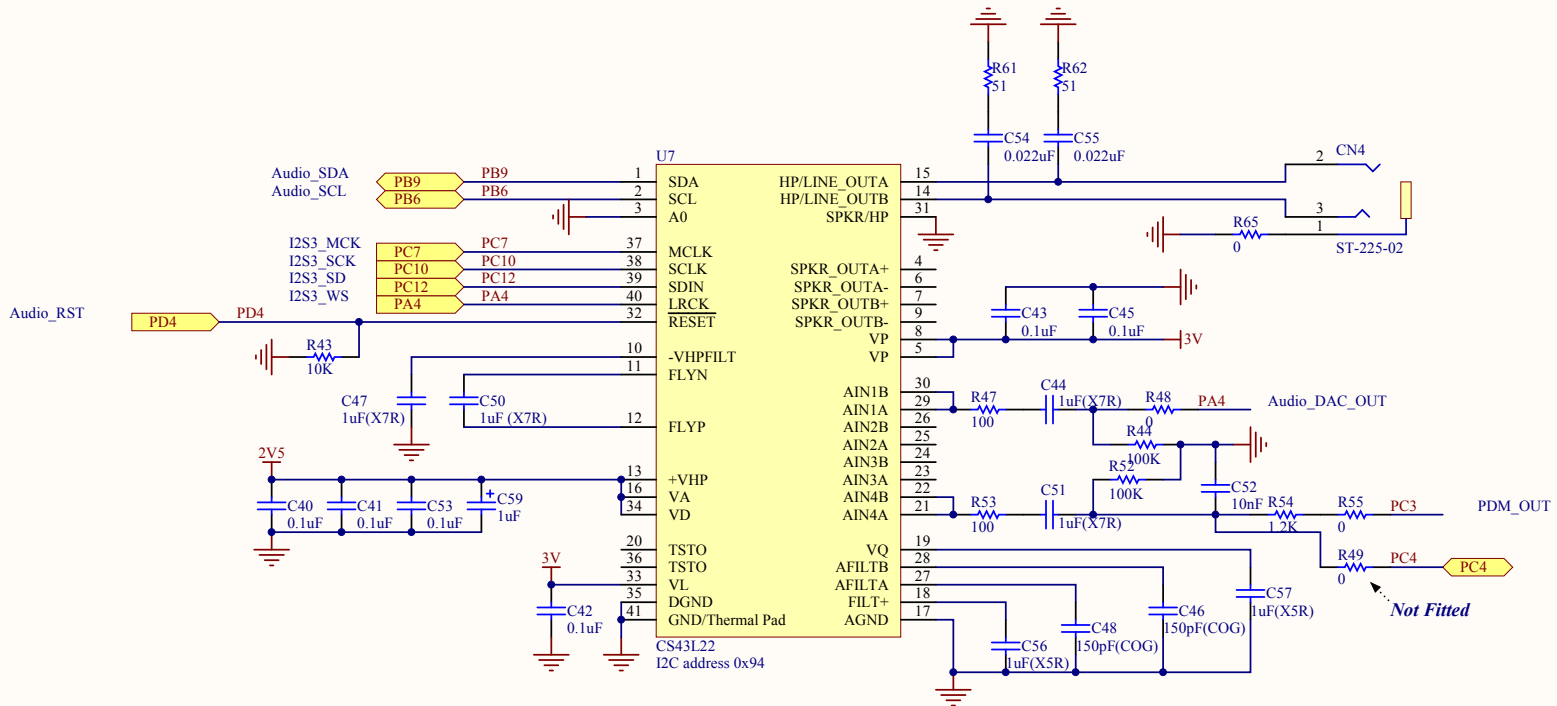 R61
51
R62
51
C54
0.022uF
C55
0.022uF
U7
CN4
Audio_SDA
PB9
PB9
1
SDA
HP/LINE_OUTA
15
2
Audio_SCL
PB6
PB6
2
SCL
HP/LINE_OUTB
14
3
A0
SPKR/HP
31
3
1
R65
0
ST-225-02
I2S3_MCK
PC7
PC7
37
MCLK
I2S3_SCK
PC10
PC10
38
SCLK
SPKR_OUTA+
4
I2S3_SD
PC12
PC12
39
SDIN
SPKR_OUTA-
6
I2S3_WS
PA4
PA4
40
LRCK
SPKR_OUTB+
7
Audio_RST
PD4
PD4
32
RESET
SPKR_OUTB-
9
C43
0.1uF
C45
0.1uF
VP
8
3V
R43
10K
10
-VHPFILT
VP
5
11
FLYN
C47
1uF(X7R)
C50
1uF (X7R)
12
FLYP
AIN1B
30
AIN1A
29
R47
100
C44
1uF(X7R)
R48
0
PA4
Audio_DAC_OUT
AIN2B
26
AIN2A
25
R44
100K
AIN3B
24
AIN3A
23
R52
100K
AIN4B
22
AIN4A
21
R53
100
C51
1uF(X7R)
C52
10nF
R54
1.2K
R55
0
PC3
PDM_OUT
2V5
13
+VHP
16
VA
34
VD
C40
0.1uF
C41
0.1uF
C53
0.1uF
+
C59
1uF
20
TSTO
VQ
19
36
TSTO
AFILTB
28
3V
33
VL
AFILTA
27
35
DGND
FILT+
18
41
GND/Thermal Pad
AGND
17
R49
0
PC4
PC4
Not Fitted
C42
0.1uF
C57
1uF(X5R)
C46
150pF(COG)
C48
150pF(COG)
C56
1uF(X5R)
CS43L22
I2C address 0x94